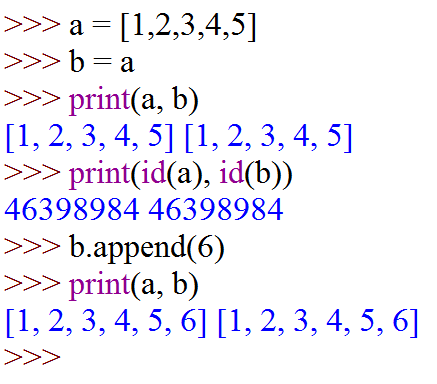 >>> a = [1,2,3,4,5]
>>> b = a
>>> print(a, b)
[1, 2, 3, 4, 5] [1, 2, 3, 4, 5]
>>> print(id(a), id(b))
46398984 46398984
>>> b.append(6)
>>> print(a, b)
[1, 2, 3, 4, 5, 6] [1, 2, 3, 4, 5, 6]
>>>